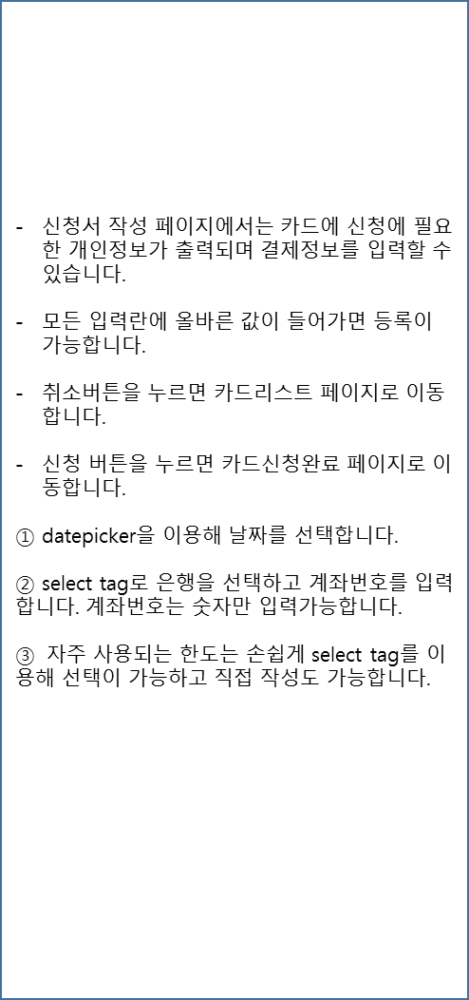 - 신청서 작성 페이지에서는 카드에 신청에 필요
한 개인정보가 출력되며 결제정보를 입력할 수
있습니다.
- 모든 입력란에 올바른 값이 들어가면 등록이
가능합니다.
- 취소버튼을 누르면 카드리스트 페이지로 이동
합니다.
- 신청 버튼을 누르면 카드신청완료 페이지로 이
동합니다.
① datepicker을 이용해 날짜를 선택합니다.
② select tag로 은행을 선택하고 계좌번호를 입력
합니다. 계좌번호는 숫자만 입력가능합니다.
③ 자주 사용되는 한도는 손쉽게 select tag를 이
용해 선택이 가능하고 직접 작성도 가능합니다.